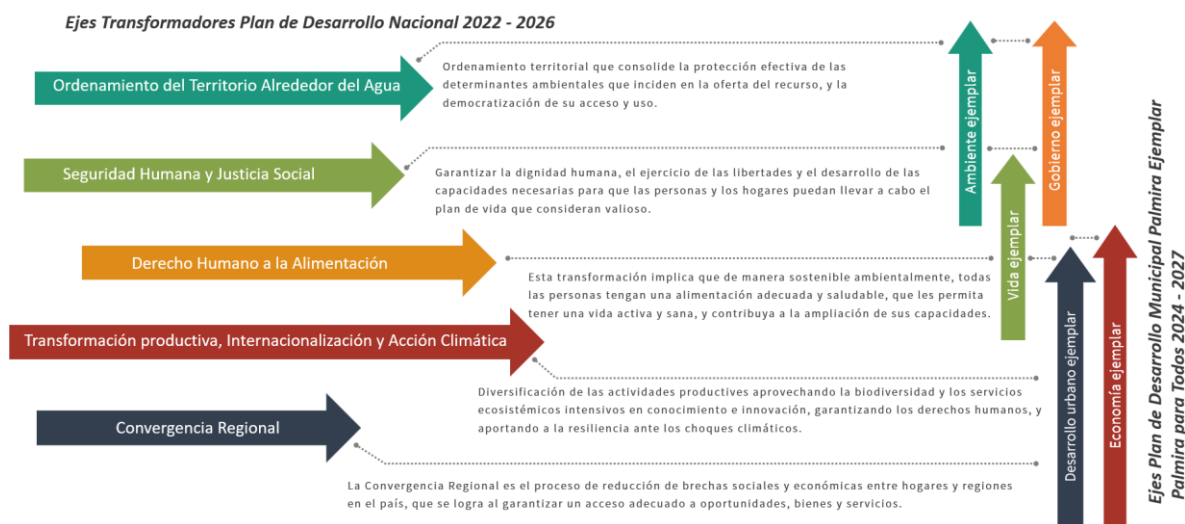 Ejes Transformadores Plan de Desarrollo Nacional 2022 - 2026
Ordenamiento del Territorio Alrededor del Agua
Ordenamiento territorial que consolide la protección efectiva de las
determinantes ambientales que inciden en la oferta del recurso, y la
democratización de su acceso y uso.
Seguridad Humana y Justicia Social
Garantizar la dignidad humana, el ejercicio de las libertades y el desarrollo de las
capacidades necesarias para que las personas y los hogares puedan llevar a cabo el
plan de vida que consideran valioso.
Derecho Humano a la Alimentación
Esta transformación implica que de manera sostenible ambientalmente, todas
las personas tengan una alimentación adecuada y saludable, que les permita
tener una vida activa y sana, y contribuya a la ampliación de sus capacidades.
Transformación productiva, Internacionalización y Acción Climática
Diversificación de las actividades productives aprovechando la biodiversidad y los servicios
ecosistémicos intensivos en conocimiento e innovación, garantizando los derechos humanos, y
aportando a la resiliencia ante los choques climáticos.
Convergencia Regional
La Convergencia Regional es el proceso de reducción de brechas sociales y económicas entre hogares y regiones
en el país, que se logra al garantizar un acceso adecuado a oportunidades, bienes y servicios.
Ambiente ejemplar
Vida ejemplar
Gobierno ejemplar
Desarrollo urbano ejemplar
Economía ejemplar
Ejes Plan de Desarrollo Municipal Palmira Ejemplar
Palmira para Todos 2024 - 2027